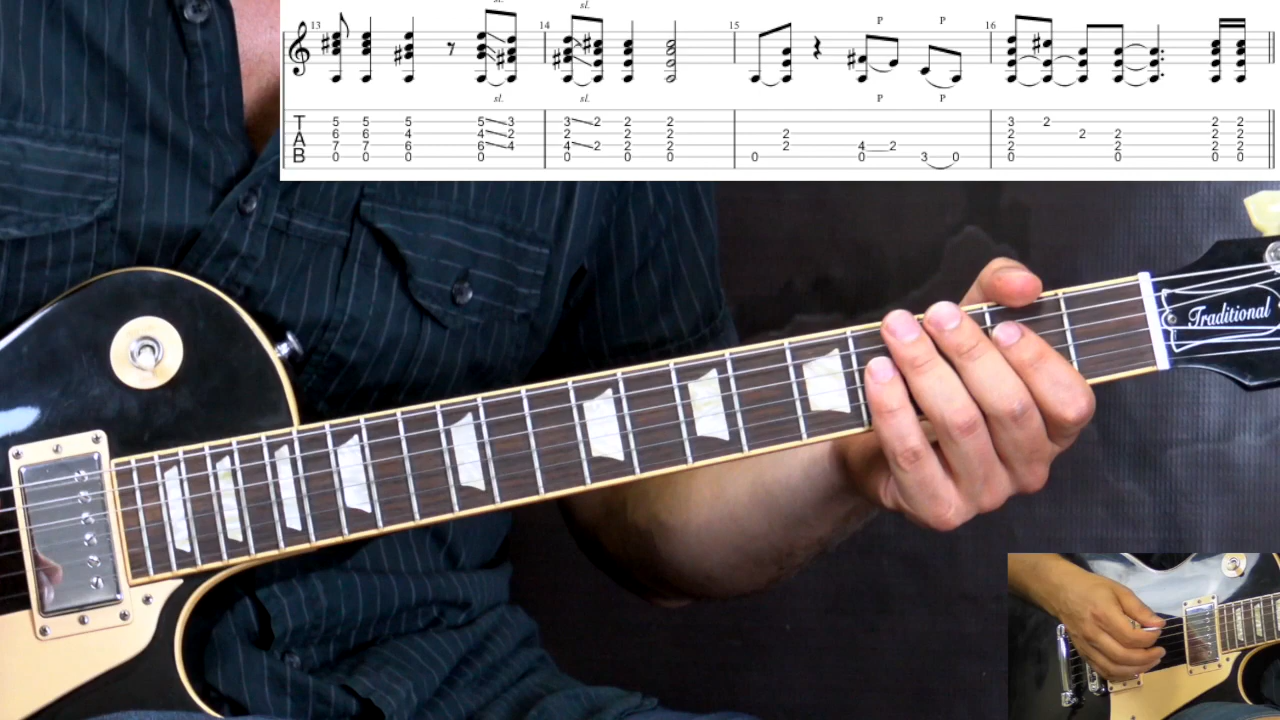 sl.
13 14 sl. 15 P P 16
sl. sl. P P
T 5 5 5 5 3 3 2 2 2 3 2 2 2
A 6 6 4 4 2 2 2 2 2 2 2 2 2 2
B 7 7 6 6 4 4 2 2 2 2 4 2 2 2 2 2
0 0 0 0 0 0 0 0 0 3 0 0 0 0 0
Traditional